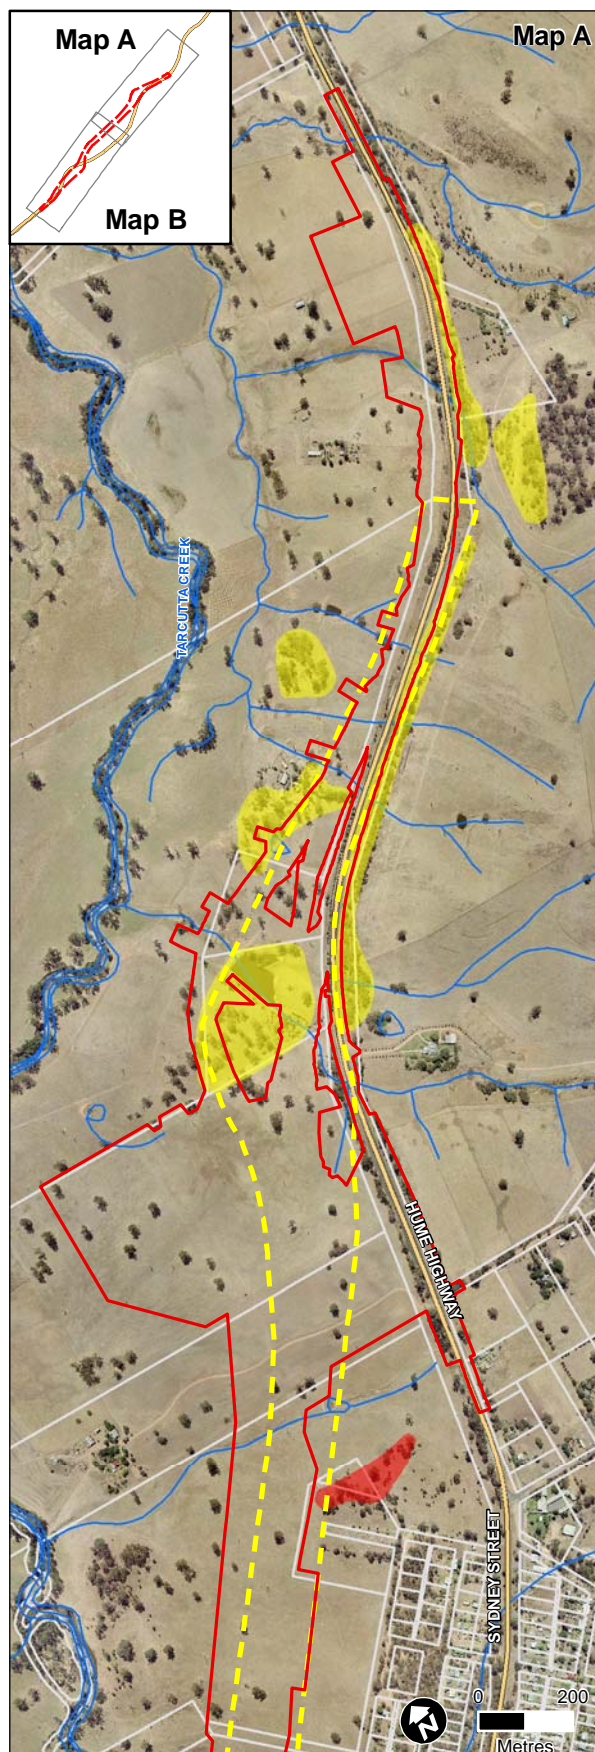 Map A
Map B
Map A
TARCUTTA CREEK
HUME HIGHWAY
SYDNEY STREET
N
0 200
Metres